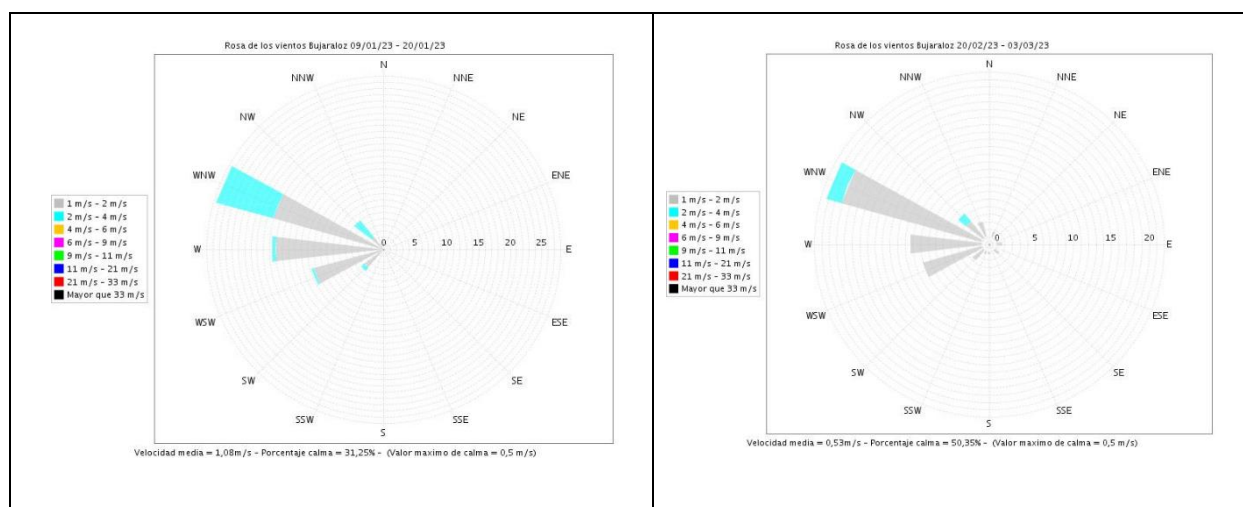 Rosa de los vientos Bujaraloz 09/01/23 - 20/01/23
N
NNW
NNE
NW
NE
WNW
ENE
W
0 5 10 15 20 25
E
WSW
ESE
SW
SE
SSW
SSE
S
1 m/s - 2 m/s
2 m/s - 4 m/s
4 m/s - 6 m/s
6 m/s - 9 m/s
9 m/s - 11 m/s
11 m/s - 21 m/s
21 m/s - 33 m/s
Mayor que 33 m/s
Velocidad media = 1,08m/s - Porcentaje calma = 31,25% - (Valor maximo de calma = 0,5 m/s)
Rosa de los vientos Bujaraloz 20/02/23 - 03/03/23
N
NNW
NNE
NW
NE
WNW
ENE
W
0 5 10 15 20
E
WSW
ESE
SW
SE
SSW
SSE
S
1 m/s - 2 m/s
2 m/s - 4 m/s
4 m/s - 6 m/s
6 m/s - 9 m/s
9 m/s - 11 m/s
11 m/s - 21 m/s
21 m/s - 33 m/s
Mayor que 33 m/s
Velocidad media = 0,53m/s - Porcentaje calma = 50,35% - (Valor maximo de calma = 0,5 m/s)